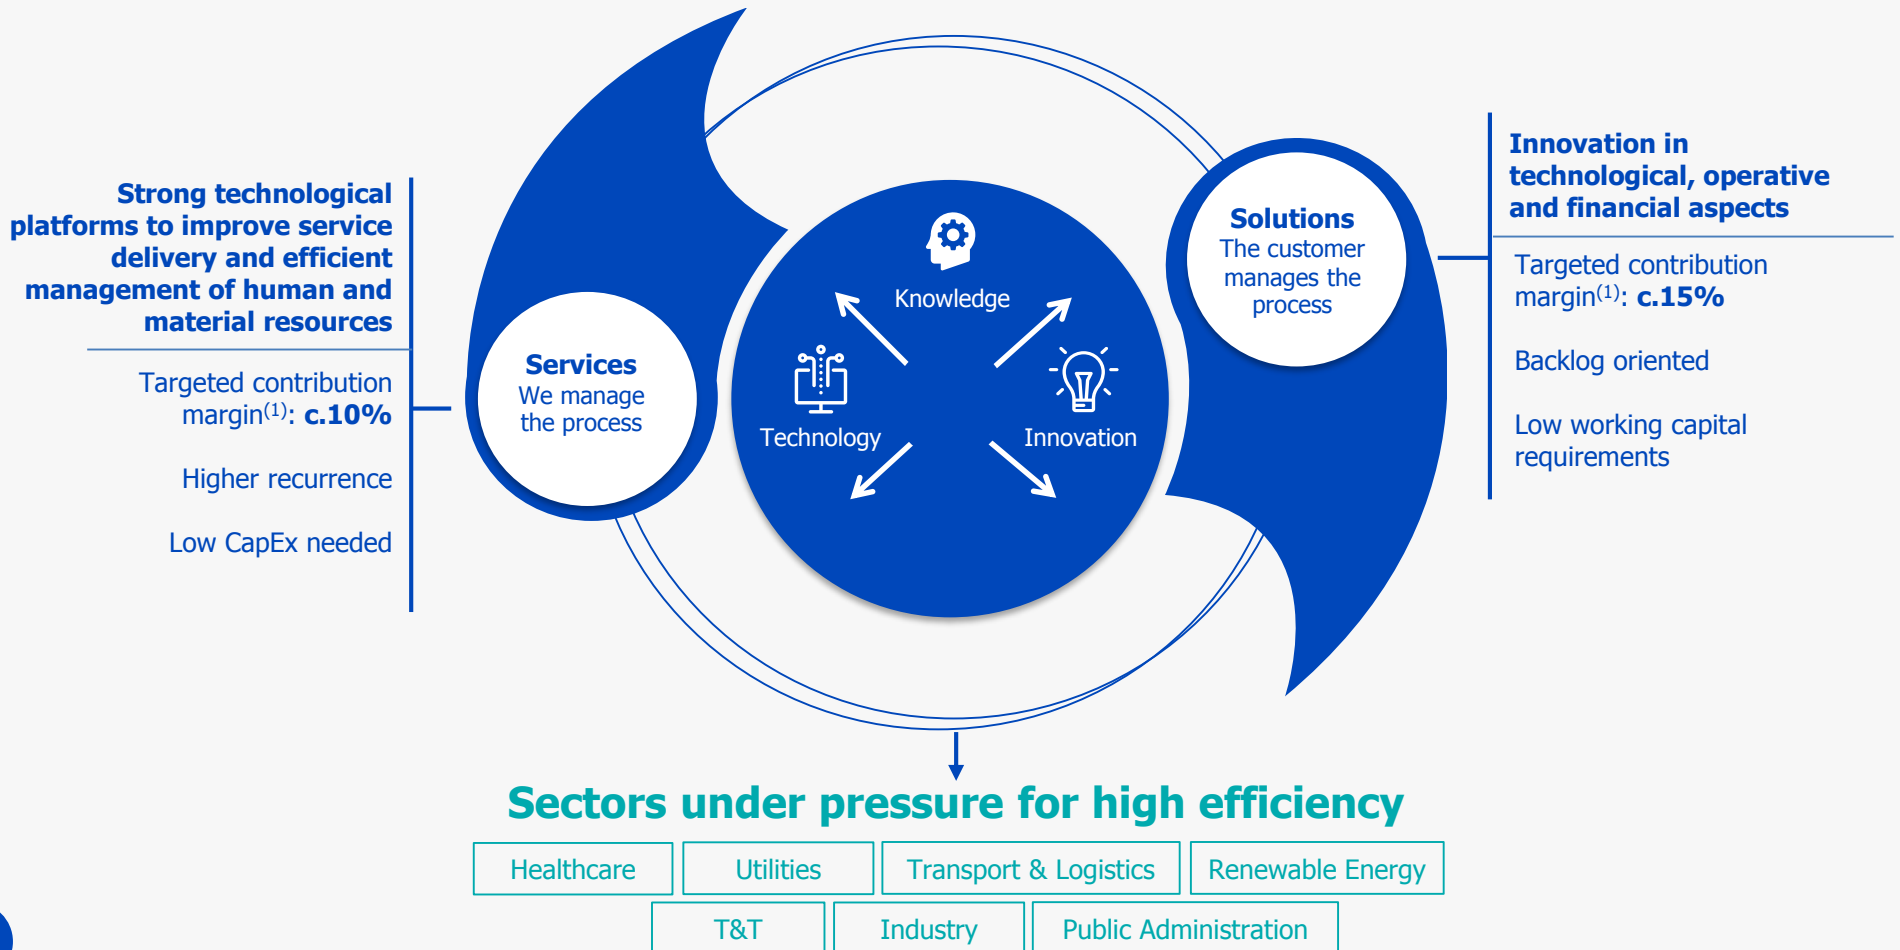 Strong technological
platforms to improve service
delivery and efficient
management of human and
material resources
Targeted contribution
margin(1): c.10%
Higher recurrence
Low CapEx needed
Services
We manage
the process
Knowledge
Technology
Innovation
Solutions
The customer
manages the
process
Innovation in
technological, operative
and financial aspects
Targeted contribution
margin(1): c.15%
Backlog oriented
Low working capital
requirements
Sectors under pressure for high efficiency
Healthcare
Utilities
Transport & Logistics
Renewable Energy
T&T
Industry
Public Administration